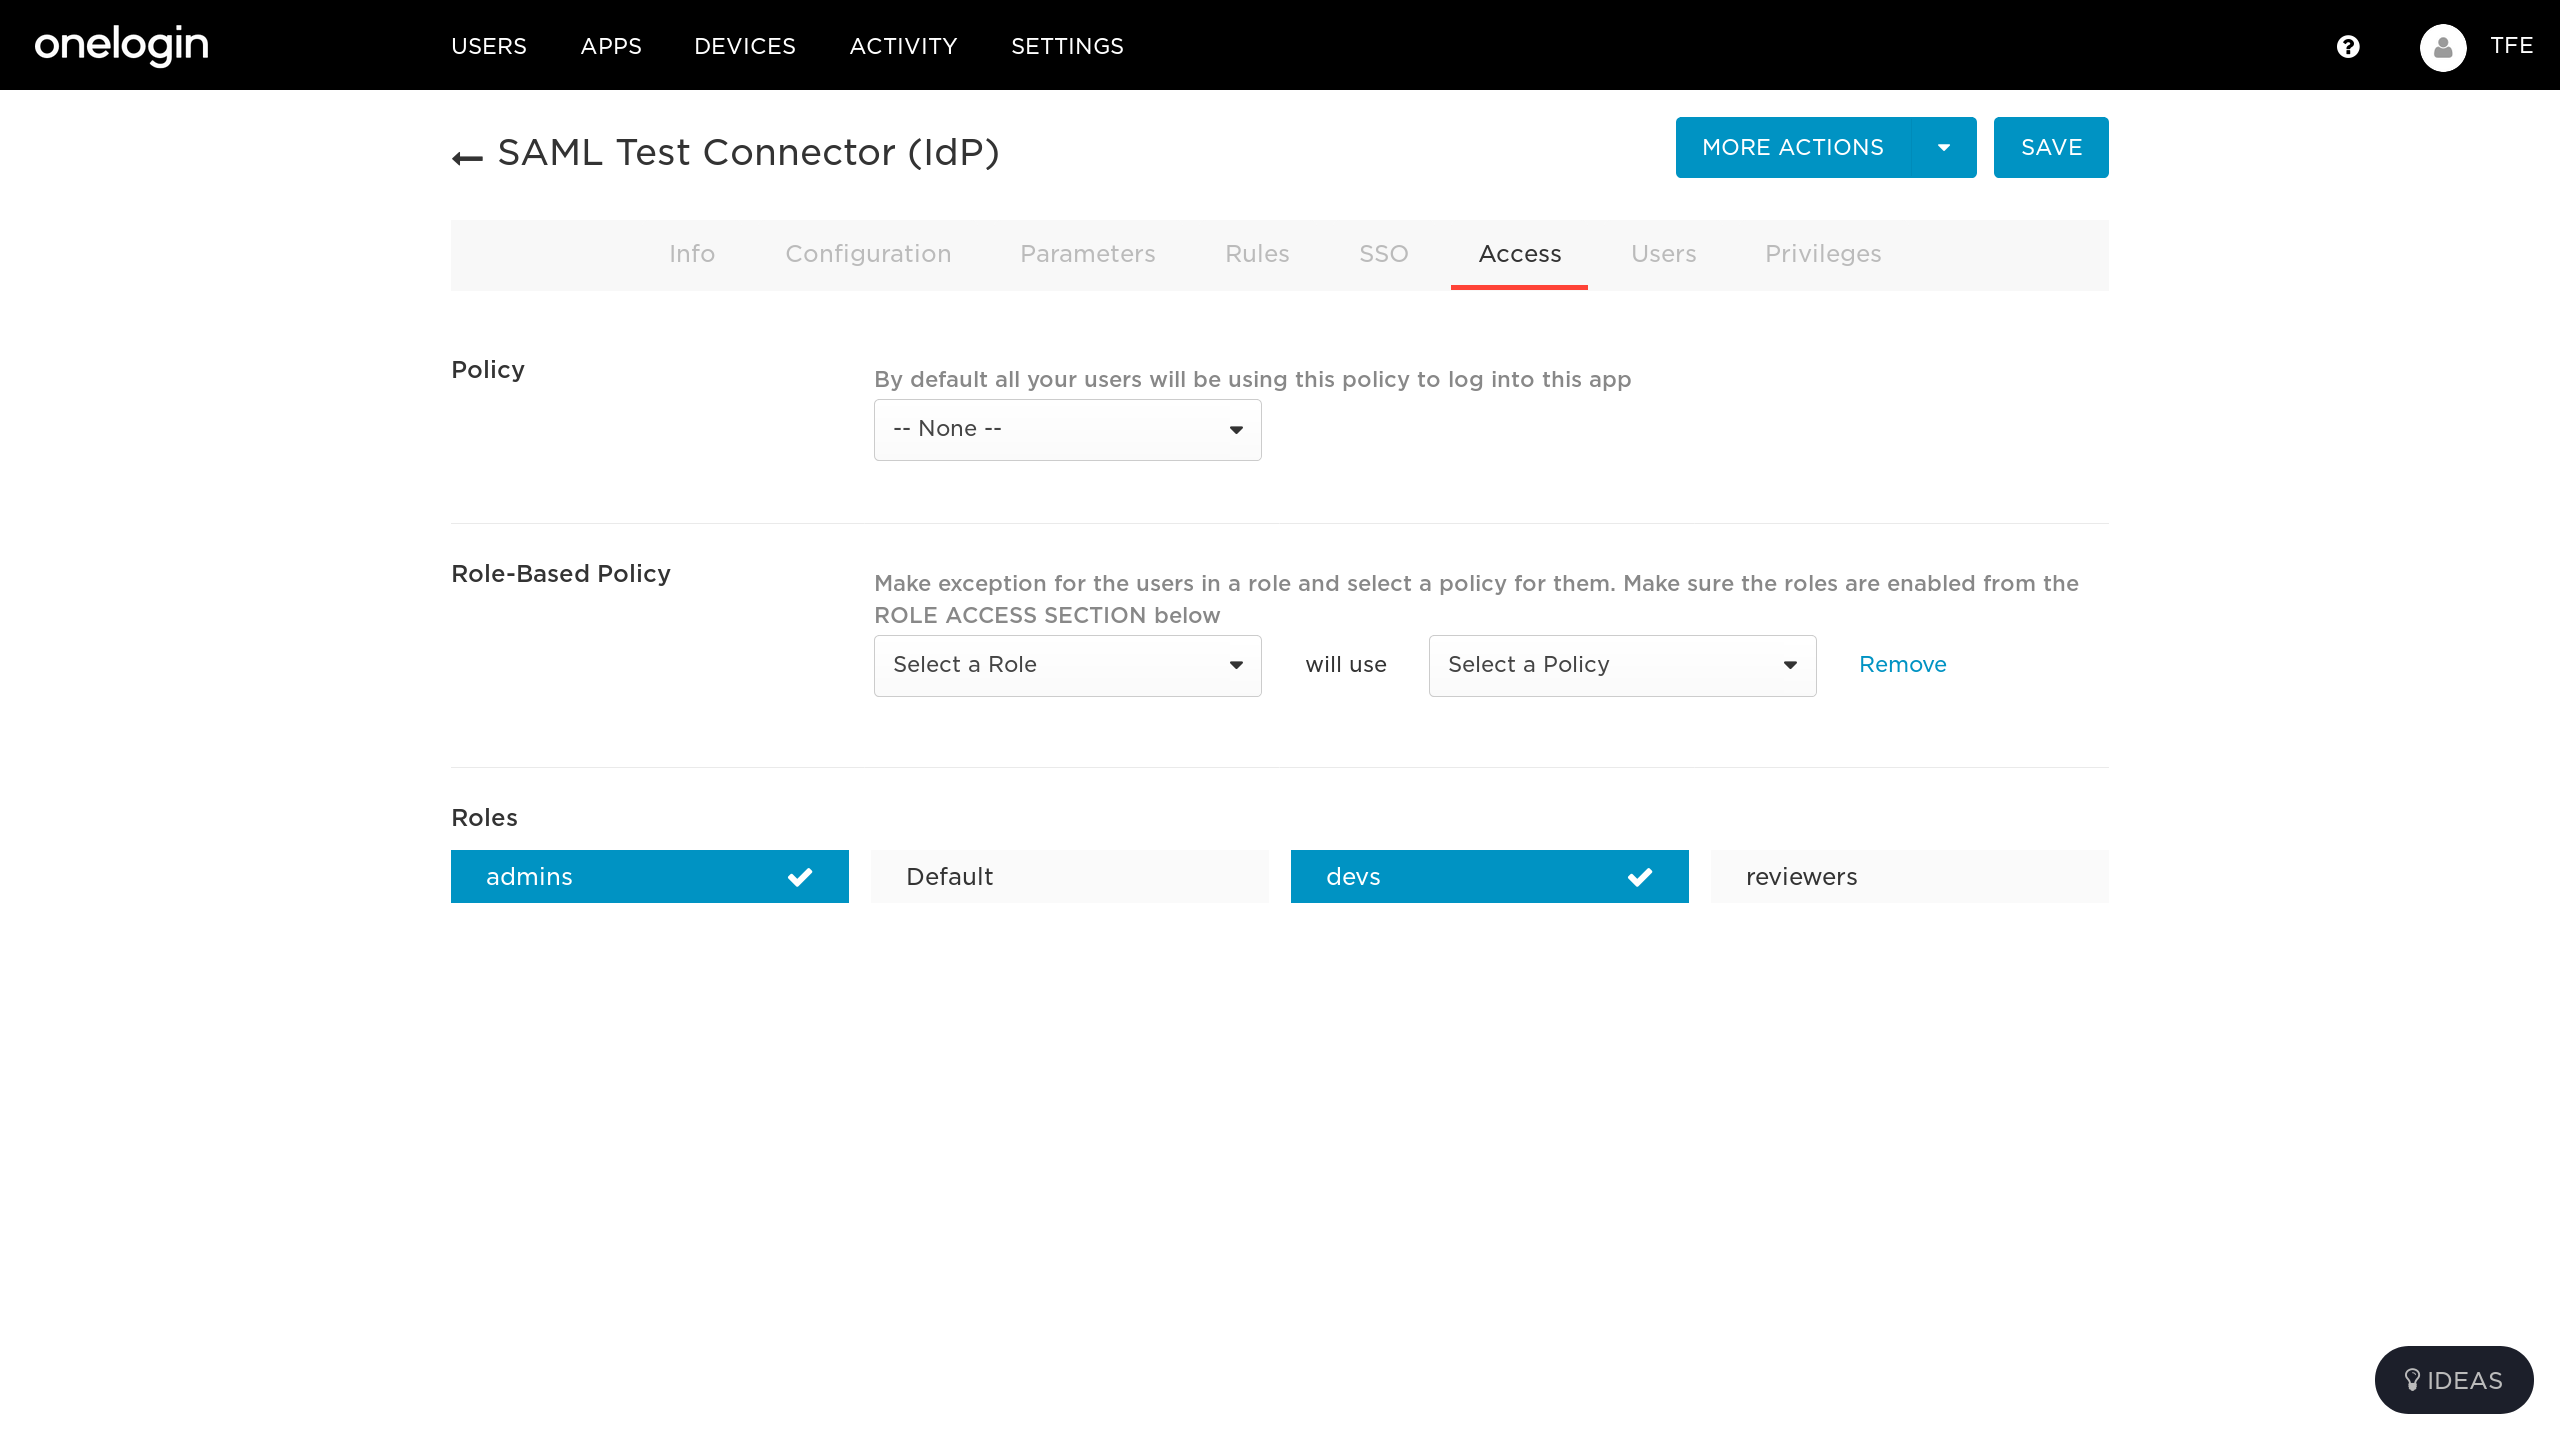 onelogin USERS APPS DEVICES ACTIVITY SETTINGS TFE
SAML Test Connector (IdP) MORE ACTIONS SAVE
Info Configuration Parameters Rules SSO Access Users Privileges
Policy
By default all your users will be using this policy to log into this app
-- None --
Role-Based Policy
Make exception for the users in a role and select a policy for them. Make sure the roles are enabled from the
ROLE ACCESS SECTION below
Select a Role will use Select a Policy Remove
Roles
admins Default devs reviewers
IDEAS